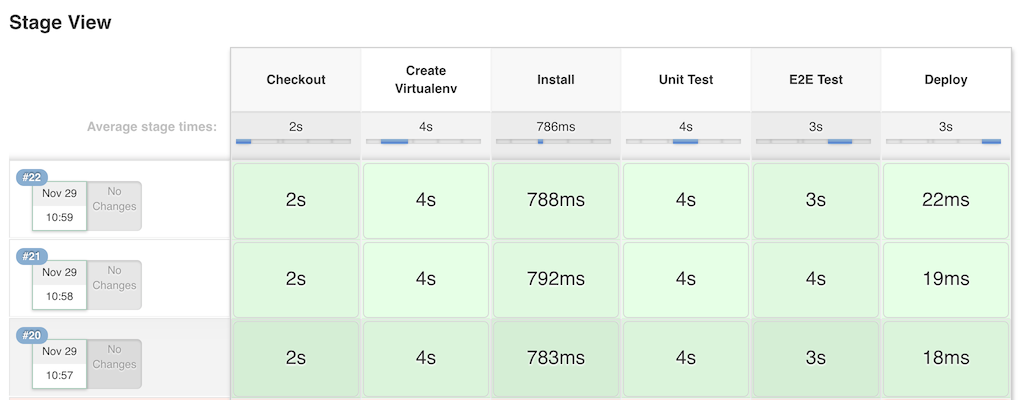 Stage View
Checkout
Create
Virtualenv
Install
Unit Test
E2E Test
Deploy
Average stage times:
2s
4s
786ms
4s
3s
3s
#22
Nov 29
10:59
No
Changes
2s
4s
788ms
4s
3s
22ms
#21
Nov 29
10:58
No
Changes
2s
4s
792ms
4s
4s
19ms
#20
Nov 29
10:57
No
Changes
2s
4s
783ms
4s
3s
18ms